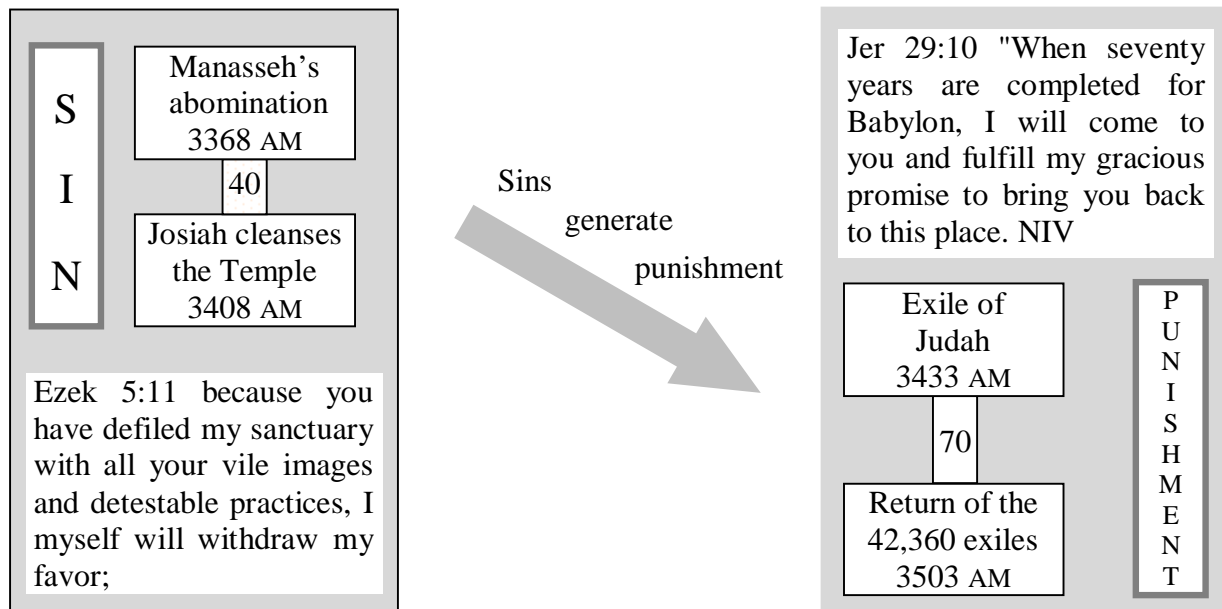 S
I
N
Manasseh's
abomination
3368 AM
40
Josiah cleanses
the Temple
3408 AM
Ezek 5:11 because you
have defiled my sanctuary
with all your vile images
and detestable practices, I
myself will withdraw my
favor;
Sins
generate
punishment
Jer 29:10 "When seventy
years are completed for
Babylon, I will come to
you and fulfill my gracious
promise to bring you back
to this place. NIV
Exile of
Judah
3433 AM
70
Return of the
42,360 exiles
3503 AM
P
U
N
I
S
H
M
E
N
T